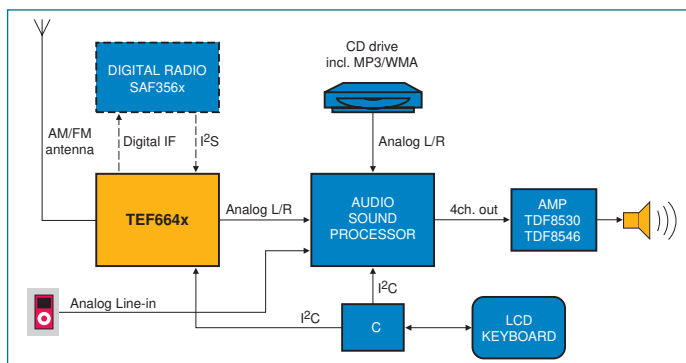 DIGITAL RADIO
SAF356x
CD drive
incl. MP3/WMA
AM/FM
antenna
Digital IF
I²S
Analog L/R
TEF664x
Analog L/R
AUDIO
SOUND
PROCESSOR
4ch. out
AMP
TDF8530
TDF8546
Analog Line-in
I²C
I²C
C
LCD
KEYBOARD